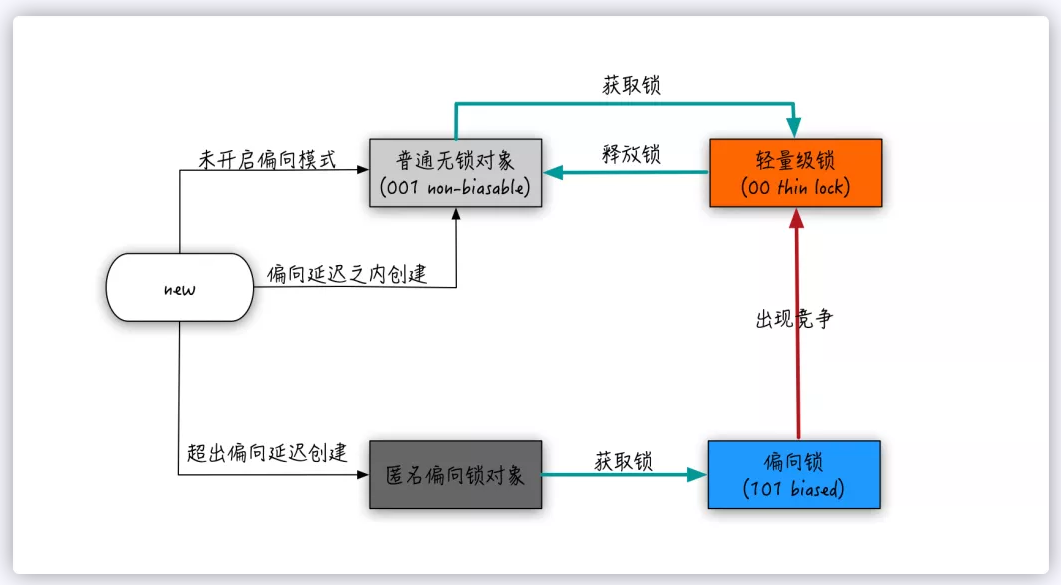 获取锁
未开启偏向模式
普通无锁对象
(001 non-biasable)
释放锁
轻量级锁
(00 thin lock)
new
偏向延迟之内创建
出现竞争
超出偏向延迟创建
匿名偏向锁对象
获取锁
偏向锁
(101 biased)